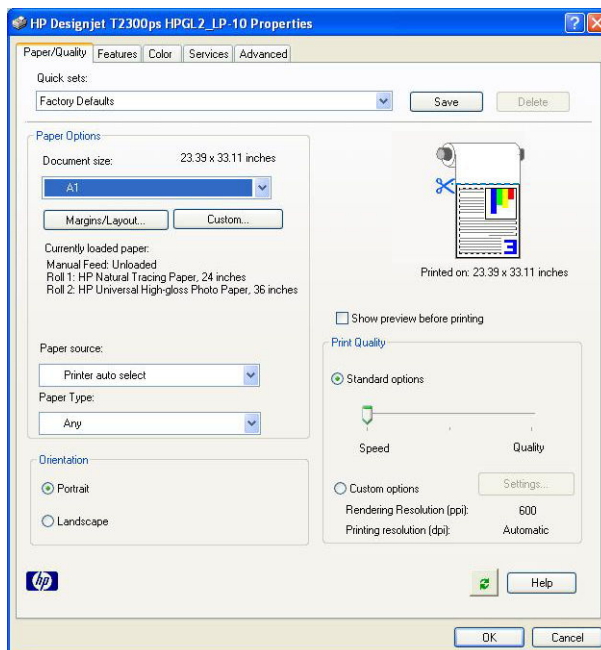 HP Designjet T2300ps HPGL2_LP-10 Properties
Paper/Quality Features Color Services Advanced
Quick sets:
Factory Defaults
Save
Delete
Paper Options
Document size: 23.39 x 33.11 inches
A1
Margins/Layout...
Custom...
Currently loaded paper:
Manual Feed: Unloaded
Roll 1: HP Natural Tracing Paper, 24 inches
Roll 2: HP Universal High-gloss Photo Paper, 36 inches
Paper source:
Printer auto select
Paper Type:
Any
Orientation
Portrait
Landscape
3
Printed on: 23.39 x 33.11 inches
Show preview before printing
Print Quality
Standard options
Speed Quality
Custom options
Settings...
Rendering Resolution (ppi): 600
Printing resolution (dpi): Automatic
hp
Help
OK
Cancel